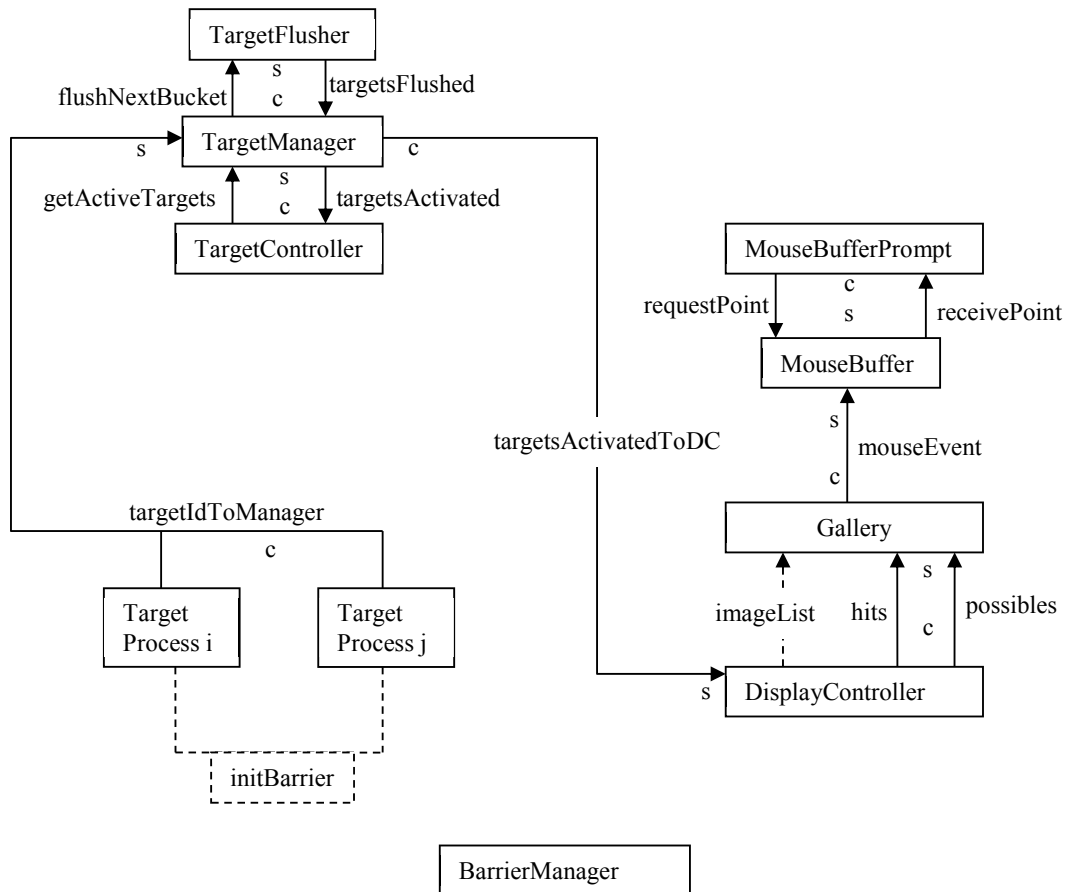 TargetFlusher
s
flushNextBucket
c
targetsFlushed
s
TargetManager
c
getActiveTargets
s
c
targetsActivated
TargetController
MouseBufferPrompt
requestPoint
c
s
receivePoint
MouseBuffer
targetsActivatedToDC
s
c
mouseEvent
targetIdToManager
c
Gallery
Target
Process i
Target
Process j
imageList
hits
s
c
possibles
s
DisplayController
initBarrier
BarrierManager